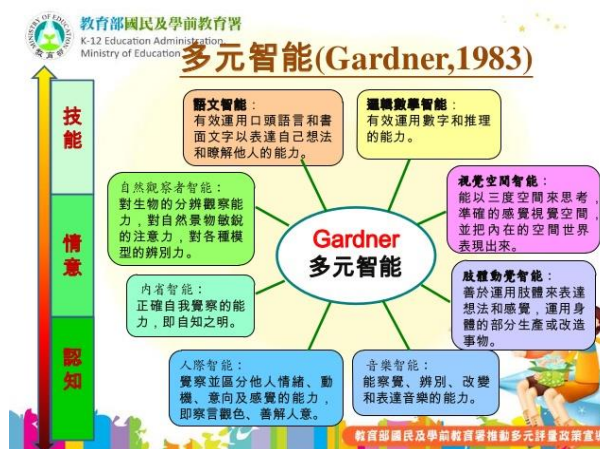 教育部國民及學前教育署
K-12 Education Administration
Ministry of Education
多元智能(Gardner,1983)
技
能
情
意
認
知
語文智能：
有效運用口頭語言和書
面文字以表達自己想法
和瞭解他人的能力。
邏輯數學智能：
有效運用數字和推理
的能力。
自然觀察者智能：
對生物的分辨觀察能
力，對自然景物敏銳
的注意力，對各種模
型的辨別力。
視覺空間智能：
能以三度空間來思考，
準確的感覺視覺空間，
並把內在的空間世界
表現出來。
Gardner
多元智能
內省智能：
正確自我覺察的能
力，即自知之明。
肢體動覺智能：
善於運用肢體來表達
想法和感覺，運用身
體的部分生產或改造
事物。
人際智能：
覺察並區分他人情緒、動
機、意向及感覺的能力，
即察言觀色、善解人意。
音樂智能：
能察覺、辨別、改變
和表達音樂的能力。
教育部國民及學前教育署推動多元評量政策宣導